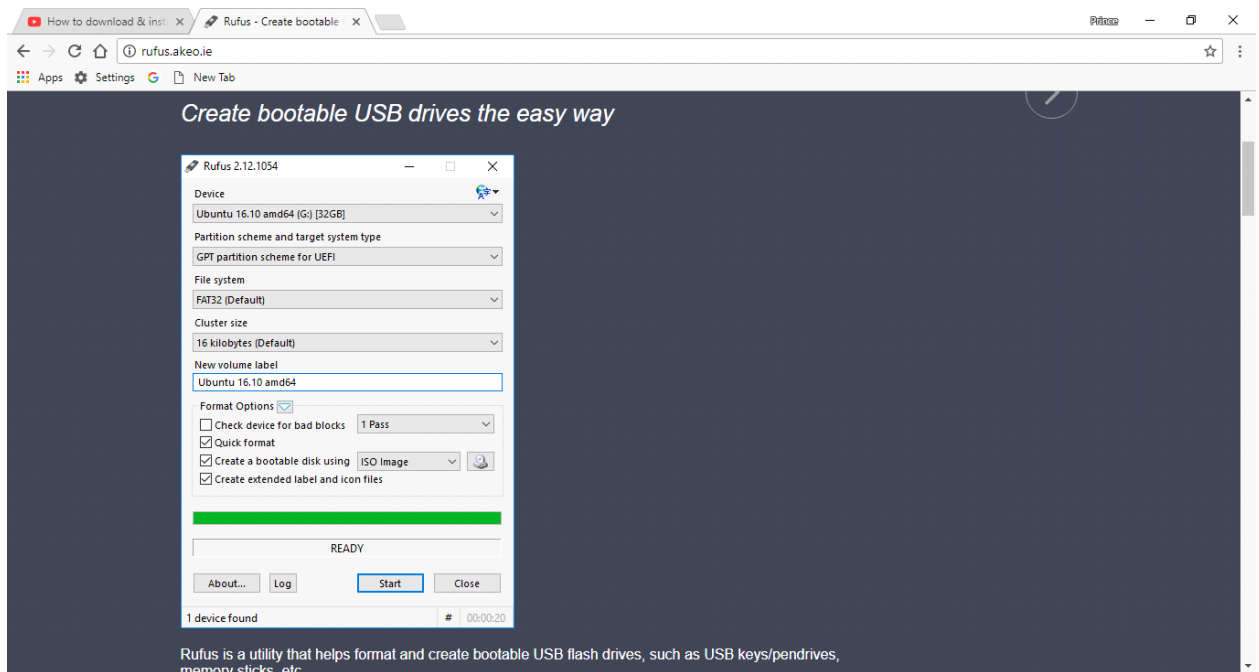 How to download & inst
Rufus - Create bootable
Prince
rufus.akeo.ie
Apps Settings G New Tab
Create bootable USB drives the easy way
Rufus 2.12.1054
Device
Ubuntu 16.10 amd64 (G:) [32GB]
Partition scheme and target system type
GPT partition scheme for UEFI
File system
FAT32 (Default)
Cluster size
16 kilobytes (Default)
New volume label
Ubuntu 16.10 amd64
Format Options
Check device for bad blocks 1 Pass
Quick format
Create a bootable disk using ISO Image
Create extended label and icon files
READY
About... Log Start Close
1 device found # 00:00:20
Rufus is a utility that helps format and create bootable USB flash drives, such as USB keys/pendrives,
memory sticks, etc.